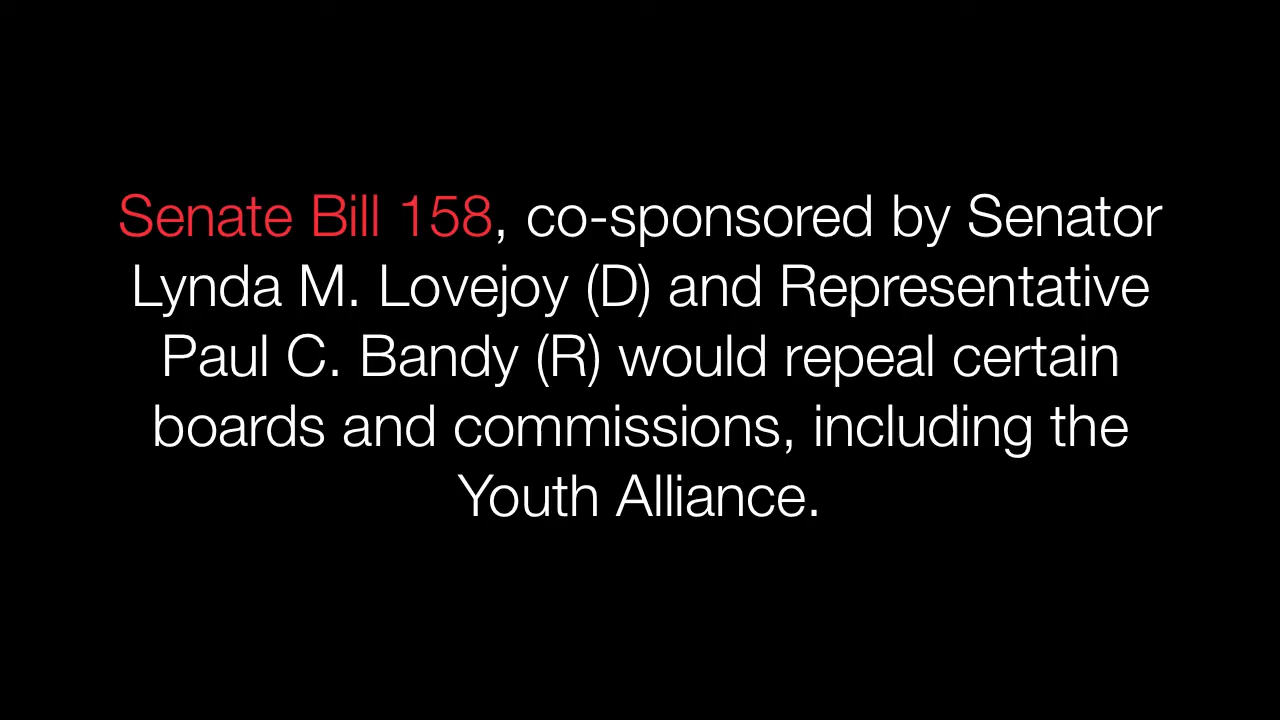 Senate Bill 158, co-sponsored by Senator
Lynda M. Lovejoy (D) and Representative
Paul C. Bandy (R) would repeal certain
boards and commissions, including the
Youth Alliance.